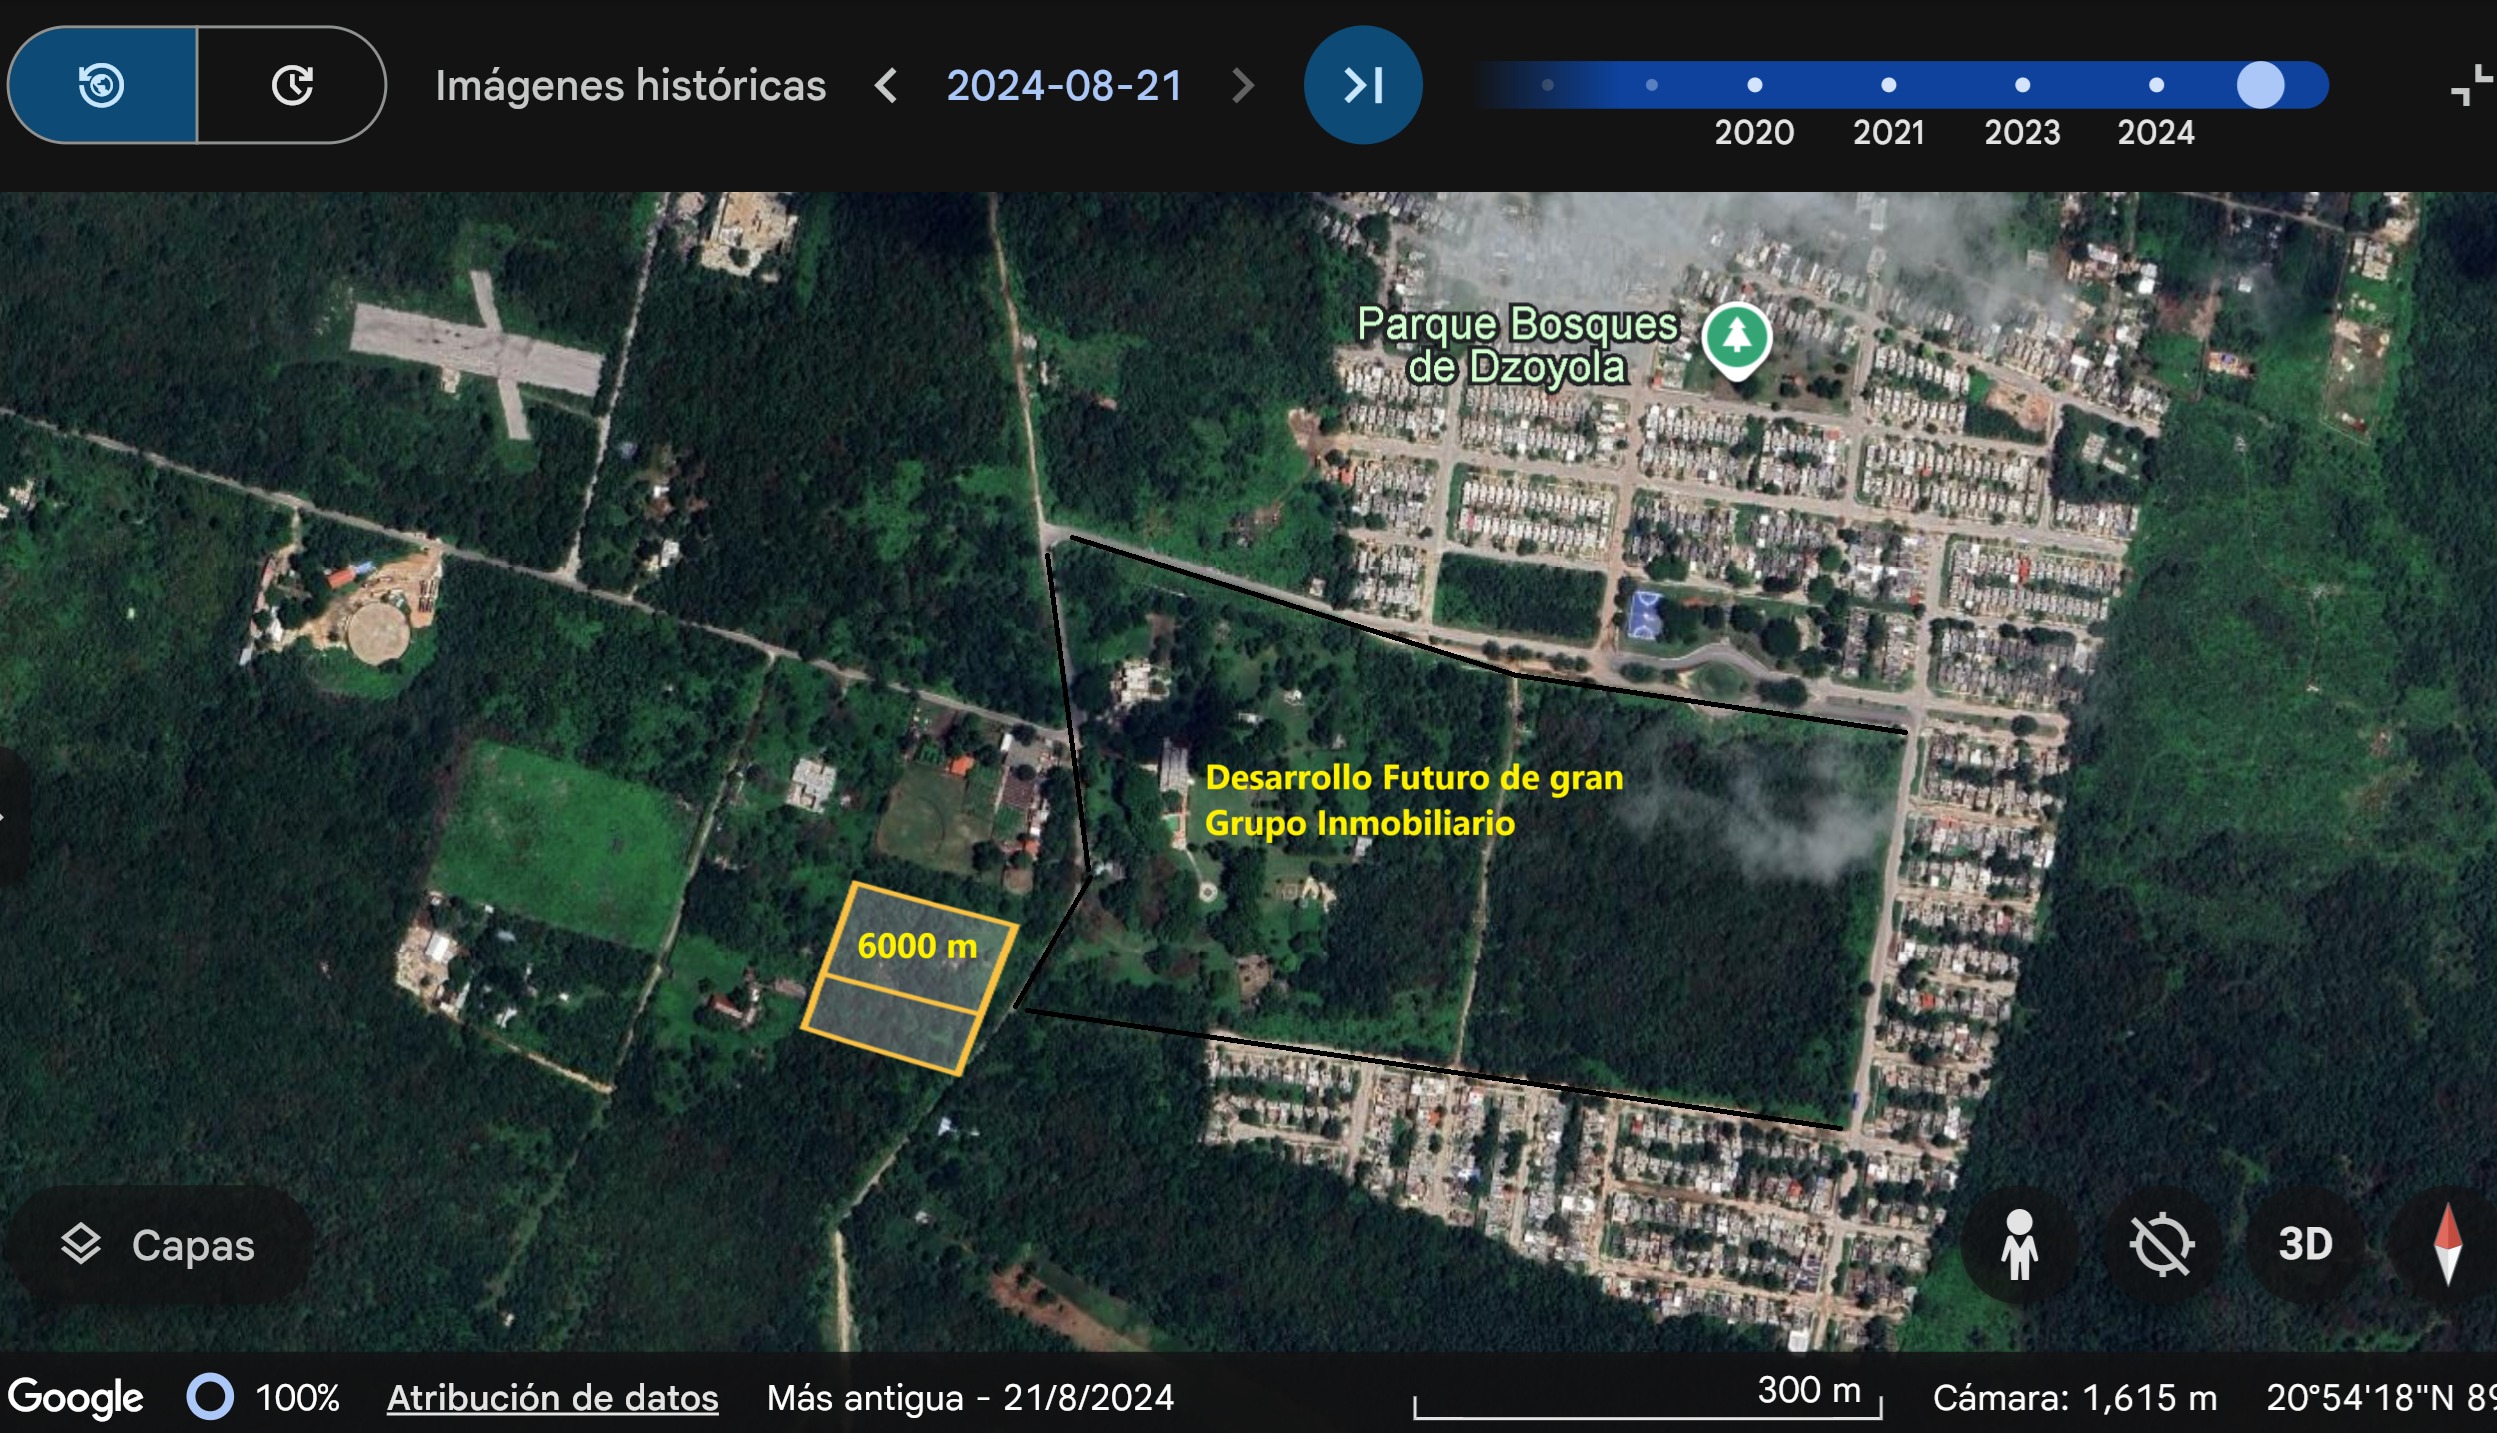 Imágenes históricas
2024-08-21
2020 2021 2023 2024
Parque Bosques
de Dzoyola
Desarrollo Futuro de gran
Grupo Inmobiliario
6000 m
Capas
3D
Google
100%
Atribución de datos
Más antigua - 21/8/2024
300 m
Cámara: 1,615 m
20°54'18"N 89